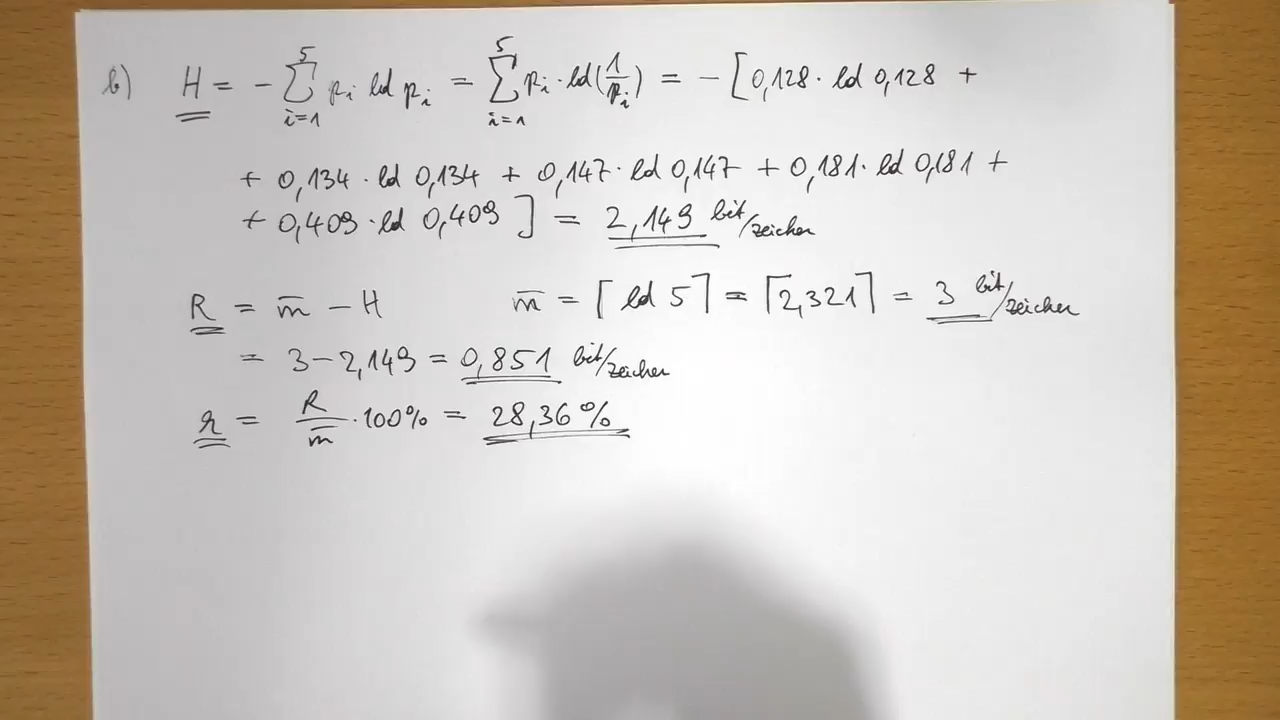 b) H = - ∑_{i=1}^{5} p_i ld p_i = ∑_{i=1}^{5} p_i · ld(1/p_i) = - [0,128 · ld 0,128 +
+ 0,134 · ld 0,134 + 0,147 · ld 0,147 + 0,181 · ld 0,181 +
+ 0,409 · ld 0,409 ] = 2,149 bit/zeichen
R = m̅ - H m̅ = ⌈ ld 5⌉ = ⌈2,321⌉ = 3 bit/zeichen
= 3 - 2,149 = 0,851 bit/zeichen
r = R/m̅ · 100% = 28,36 %